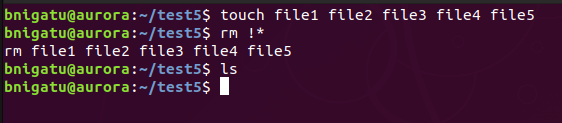 bnigatu@aurora:~/test5$ touch file1 file2 file3 file4 file5
bnigatu@aurora:~/test5$ rm !*
rm file1 file2 file3 file4 file5
bnigatu@aurora:~/test5$ ls
bnigatu@aurora:~/test5$